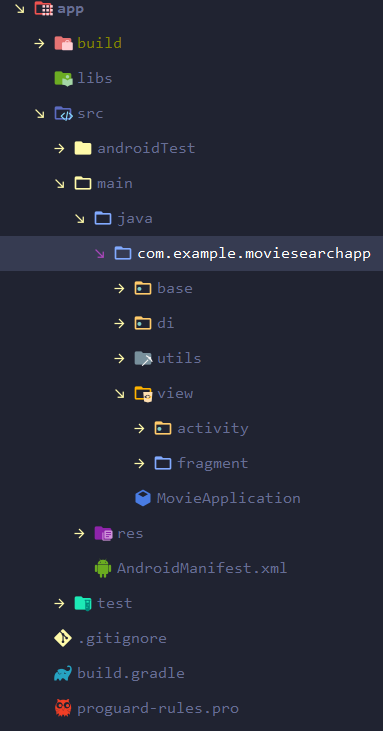 app
build
libs
src
androidTest
main
java
com.example.moviesearchapp
base
di
utils
view
activity
fragment
MovieApplication
res
AndroidManifest.xml
test
.gitignore
build.gradle
proguard-rules.pro